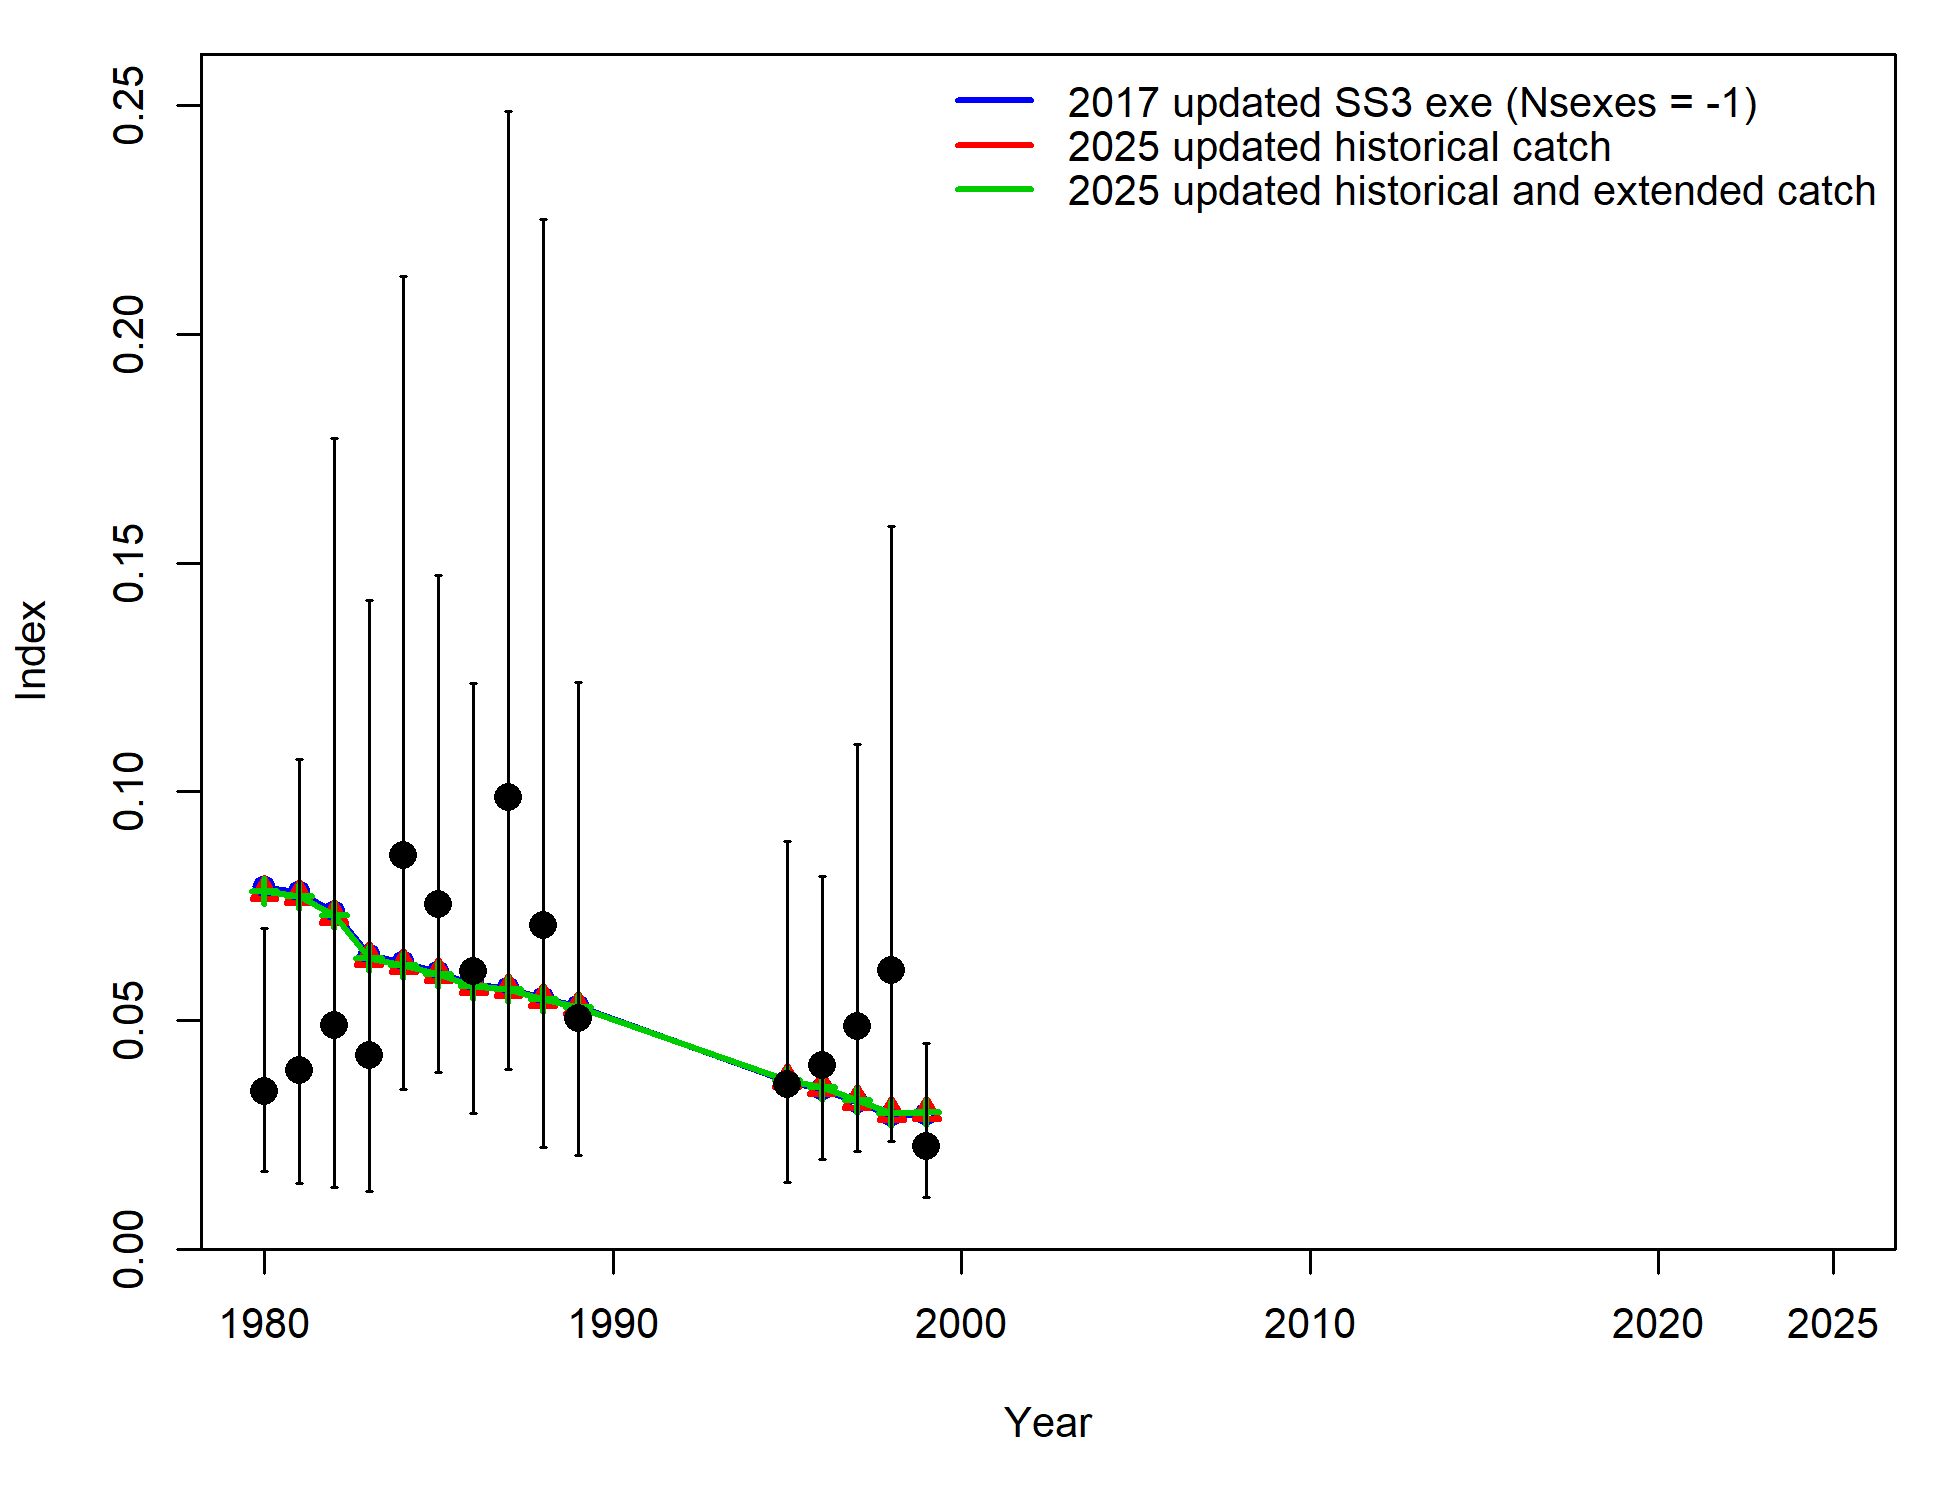 2017 updated SS3 exe (Nsexes = -1)
2025 updated historical catch
2025 updated historical and extended catch
0.25
0.20
0.15
0.10
0.05
0.00
Index
1980
1990
2000
2010
2020
2025
Year